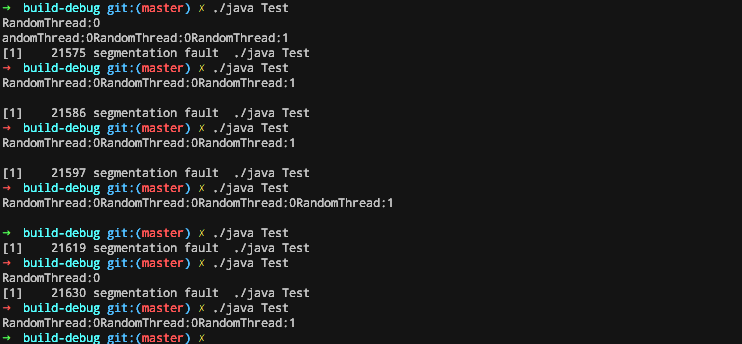 → build-debug git:(master) ✗ ./java Test
RandomThread:0
andomThread:0RandomThread:0RandomThread:1
[1]    21575 segmentation fault  ./java Test
→ build-debug git:(master) ✗ ./java Test
RandomThread:0RandomThread:0RandomThread:1
[1]    21586 segmentation fault  ./java Test
→ build-debug git:(master) ✗ ./java Test
RandomThread:0RandomThread:0RandomThread:1
[1]    21597 segmentation fault  ./java Test
→ build-debug git:(master) ✗ ./java Test
RandomThread:0RandomThread:0RandomThread:0RandomThread:1
→ build-debug git:(master) ✗ ./java Test
[1]    21619 segmentation fault  ./java Test
→ build-debug git:(master) ✗ ./java Test
RandomThread:0
[1]    21630 segmentation fault  ./java Test
→ build-debug git:(master) ✗ ./java Test
RandomThread:0RandomThread:0RandomThread:1
→ build-debug git:(master) ✗